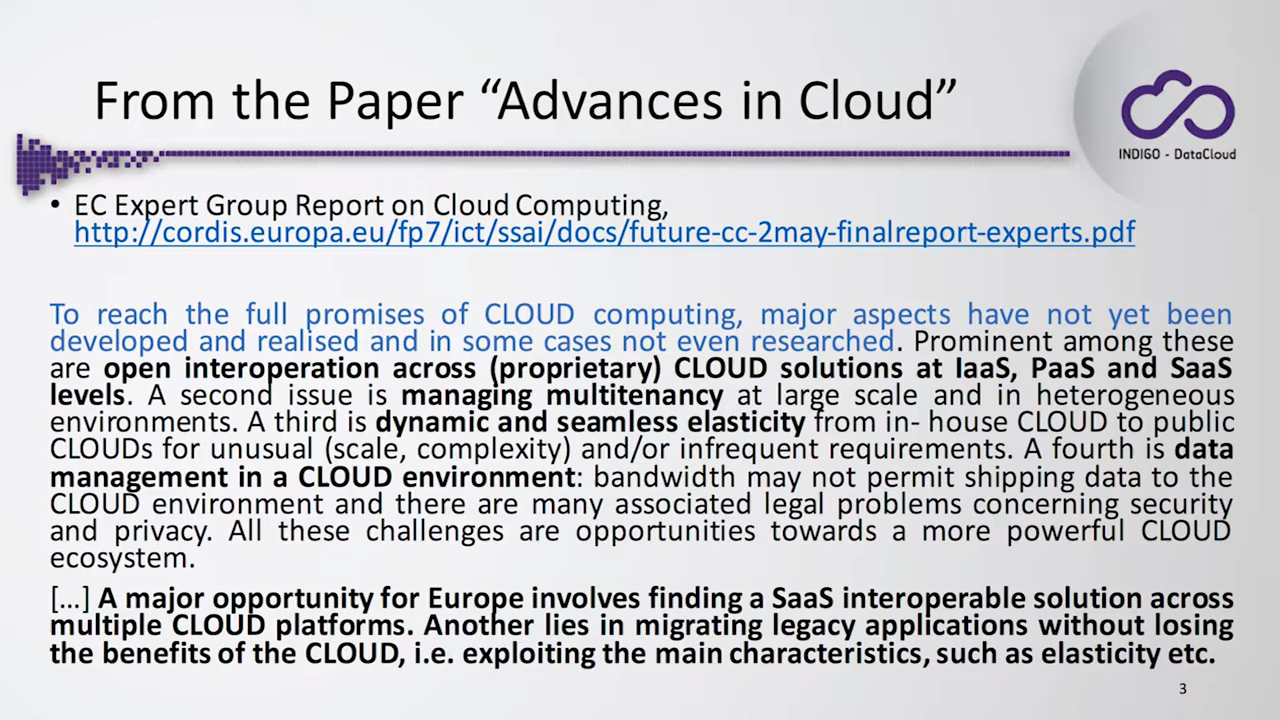 From the Paper “Advances in Cloud”
INDIGO - DataCloud
• EC Expert Group Report on Cloud Computing,
http://cordis.europa.eu/fp7/ict/ssai/docs/future-cc-2may-finalreport-experts.pdf
To reach the full promises of CLOUD computing, major aspects have not yet been
developed and realised and in some cases not even researched. Prominent among these
are open interoperation across (proprietary) CLOUD solutions at IaaS, PaaS and SaaS
levels. A second issue is managing multitenancy at large scale and in heterogeneous
environments. A third is dynamic and seamless elasticity from in- house CLOUD to public
CLOUDs for unusual (scale, complexity) and/or infrequent requirements. A fourth is data
management in a CLOUD environment: bandwidth may not permit shipping data to the
CLOUD environment and there are many associated legal problems concerning security
and privacy. All these challenges are opportunities towards a more powerful CLOUD
ecosystem.
[…] A major opportunity for Europe involves finding a SaaS interoperable solution across
multiple CLOUD platforms. Another lies in migrating legacy applications without losing
the benefits of the CLOUD, i.e. exploiting the main characteristics, such as elasticity etc.
3